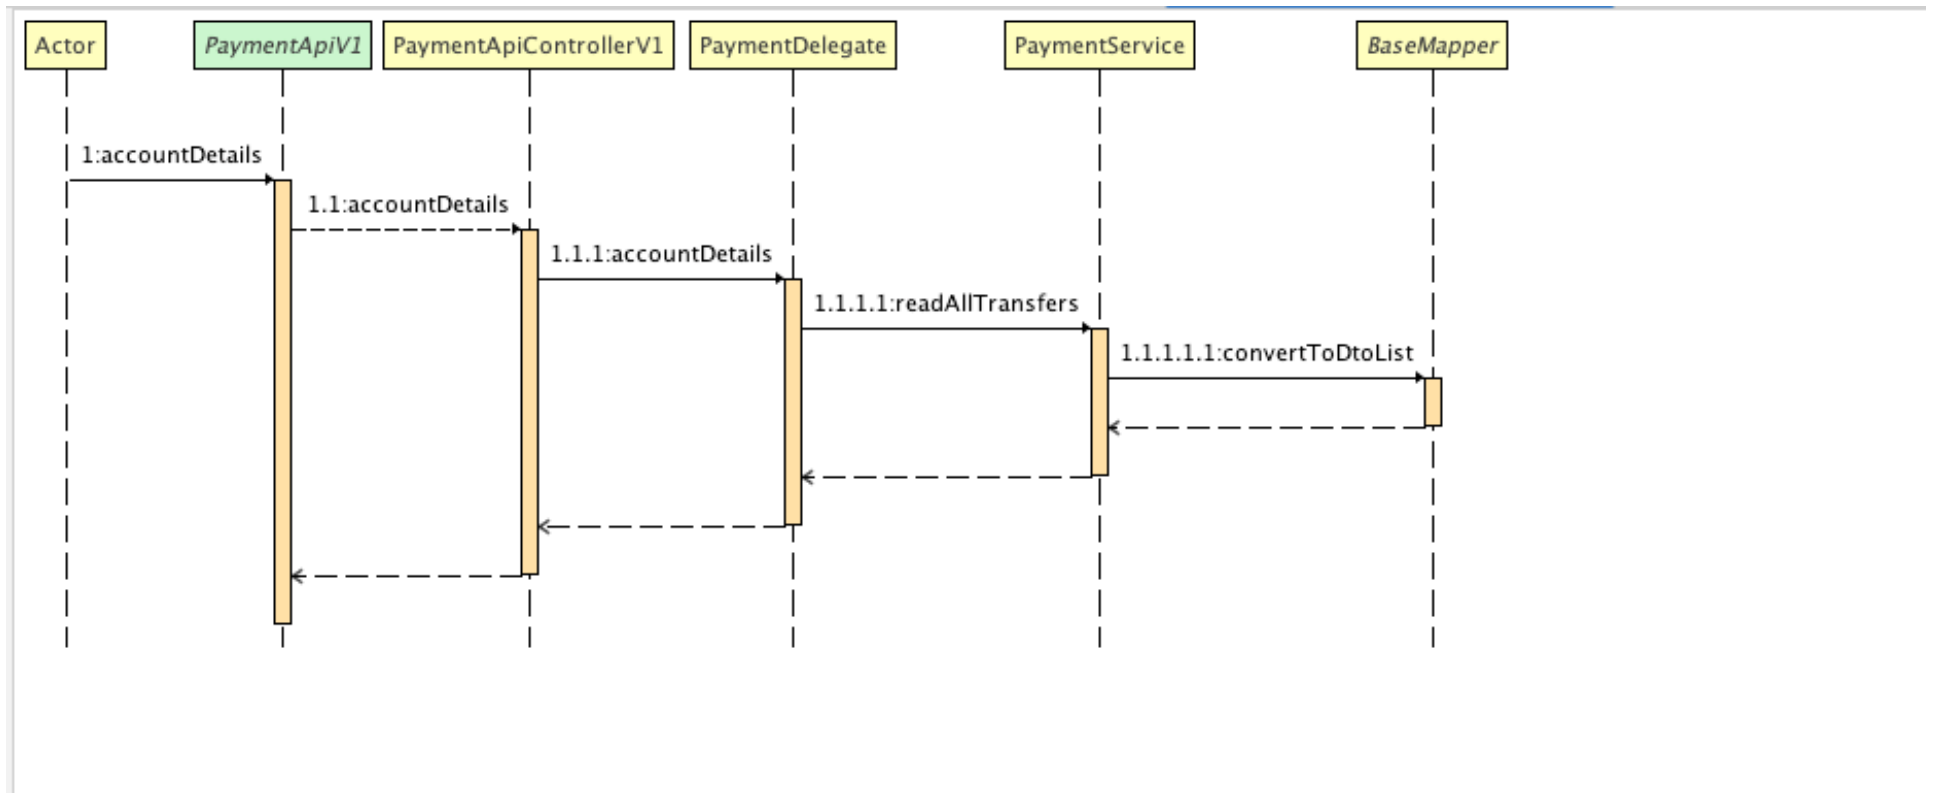 Actor
PaymentApiV1
PaymentApiControllerV1
PaymentDelegate
PaymentService
BaseMapper
1:accountDetails
1.1:accountDetails
1.1.1:accountDetails
1.1.1.1:readAllTransfers
1.1.1.1.1:convertToDtoList